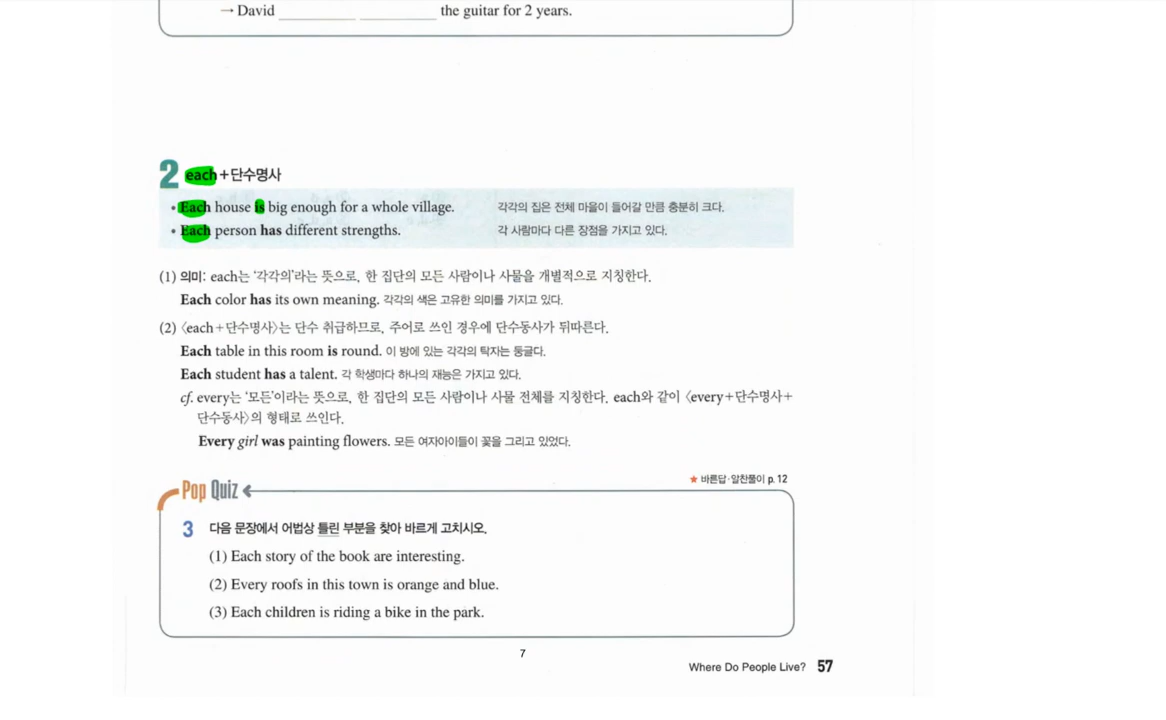 → David ________ ________ the guitar for 2 years.
2 each+단수명사
• Each house is big enough for a whole village. 각각의 집은 전체 마을이 들어갈 만큼 충분히 크다.
• Each person has different strengths. 각 사람마다 다른 장점을 가지고 있다.
(1) 의미: each는 ‘각각의’라는 뜻으로, 한 집단의 모든 사람이나 사물을 개별적으로 지칭한다.
Each color has its own meaning. 각각의 색은 고유한 의미를 가지고 있다.
(2) 〈each+단수명사〉는 단수 취급하므로, 주어로 쓰인 경우에 단수동사가 뒤따른다.
Each table in this room is round. 이 방에 있는 각각의 탁자는 둥글다.
Each student has a talent. 각 학생마다 하나의 재능은 가지고 있다.
cf. every는 ‘모든’이라는 뜻으로, 한 집단의 모든 사람이나 사물 전체를 지칭한다. each와 같이 〈every+단수명사+
단수동사〉의 형태로 쓰인다.
Every girl was painting flowers. 모든 여자아이들이 꽃을 그리고 있었다.
★ 바른답·알찬풀이 p. 12
Pop Quiz
3 다음 문장에서 어법상 틀린 부분을 찾아 바르게 고치시오.
(1) Each story of the book are interesting.
(2) Every roofs in this town is orange and blue.
(3) Each children is riding a bike in the park.
7
Where Do People Live? 57